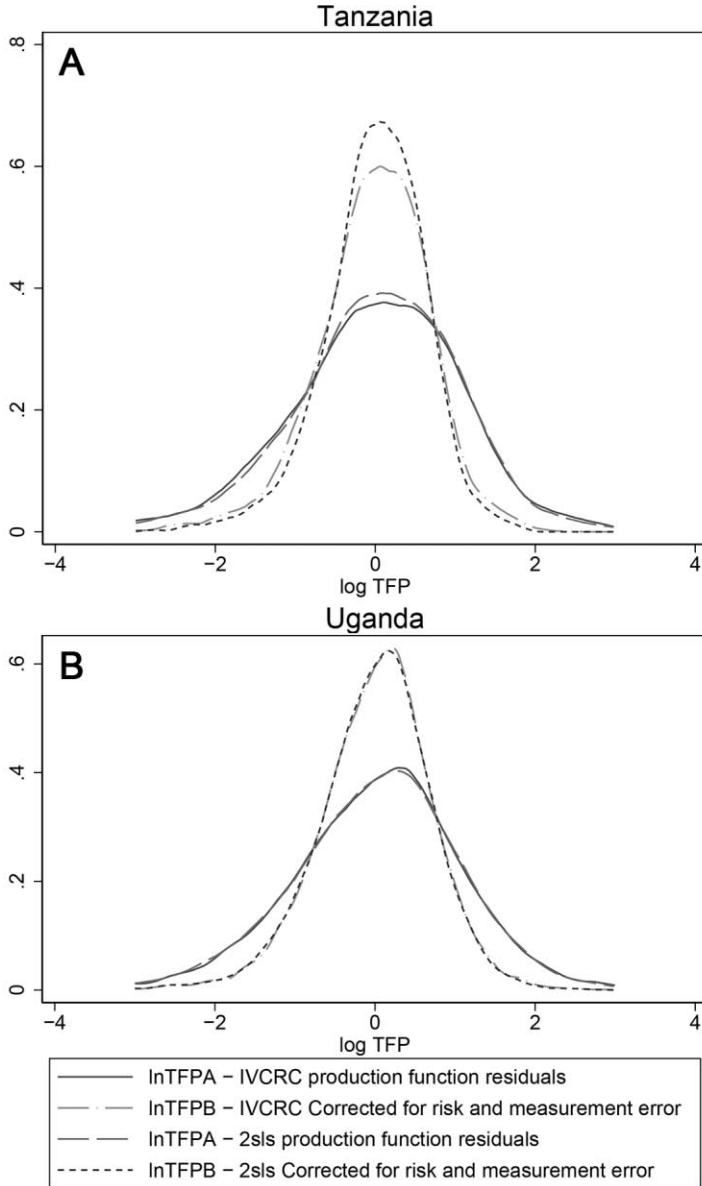 Tanzania
A
.8
.6
.4
.2
0
−4 −2 0 2 4
log TFP
Uganda
B
.6
.4
.2
0
−4 −2 0 2 4
log TFP
lnTFPA − IVCRC production function residuals
lnTFPB − IVCRC Corrected for risk and measurement error
lnTFPA − 2sls production function residuals
lnTFPB − 2sls Corrected for risk and measurement error